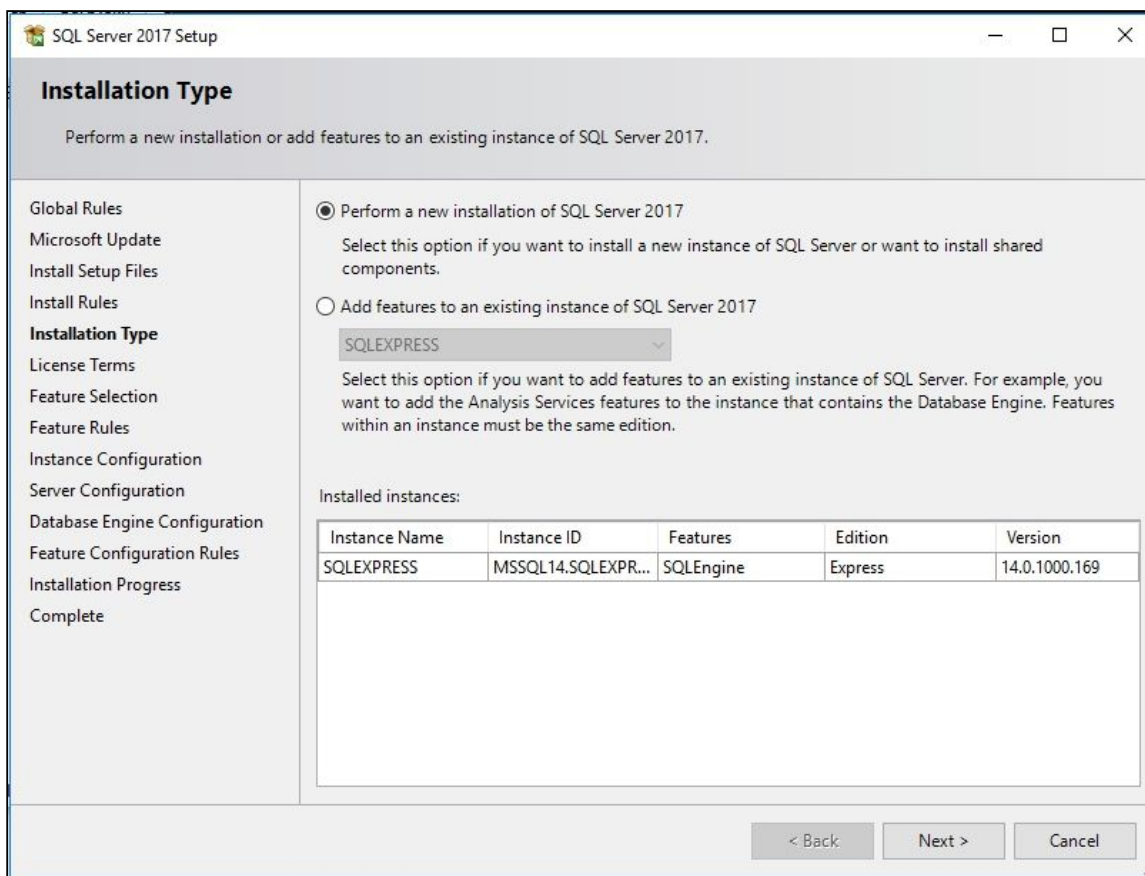 SQL Server 2017 Setup
Installation Type
Perform a new installation or add features to an existing instance of SQL Server 2017.
Global Rules
Microsoft Update
Install Setup Files
Install Rules
Installation Type
License Terms
Feature Selection
Feature Rules
Instance Configuration
Server Configuration
Database Engine Configuration
Feature Configuration Rules
Installation Progress
Complete
Perform a new installation of SQL Server 2017
Select this option if you want to install a new instance of SQL Server or want to install shared
components.
Add features to an existing instance of SQL Server 2017
SQLEXPRESS
Select this option if you want to add features to an existing instance of SQL Server. For example, you
want to add the Analysis Services features to the instance that contains the Database Engine. Features
within an instance must be the same edition.
Installed instances:
Instance Name Instance ID Features Edition Version
SQLEXPRESS MSSQL14.SQLEXPR... SQLEngine Express 14.0.1000.169
< Back Next > Cancel